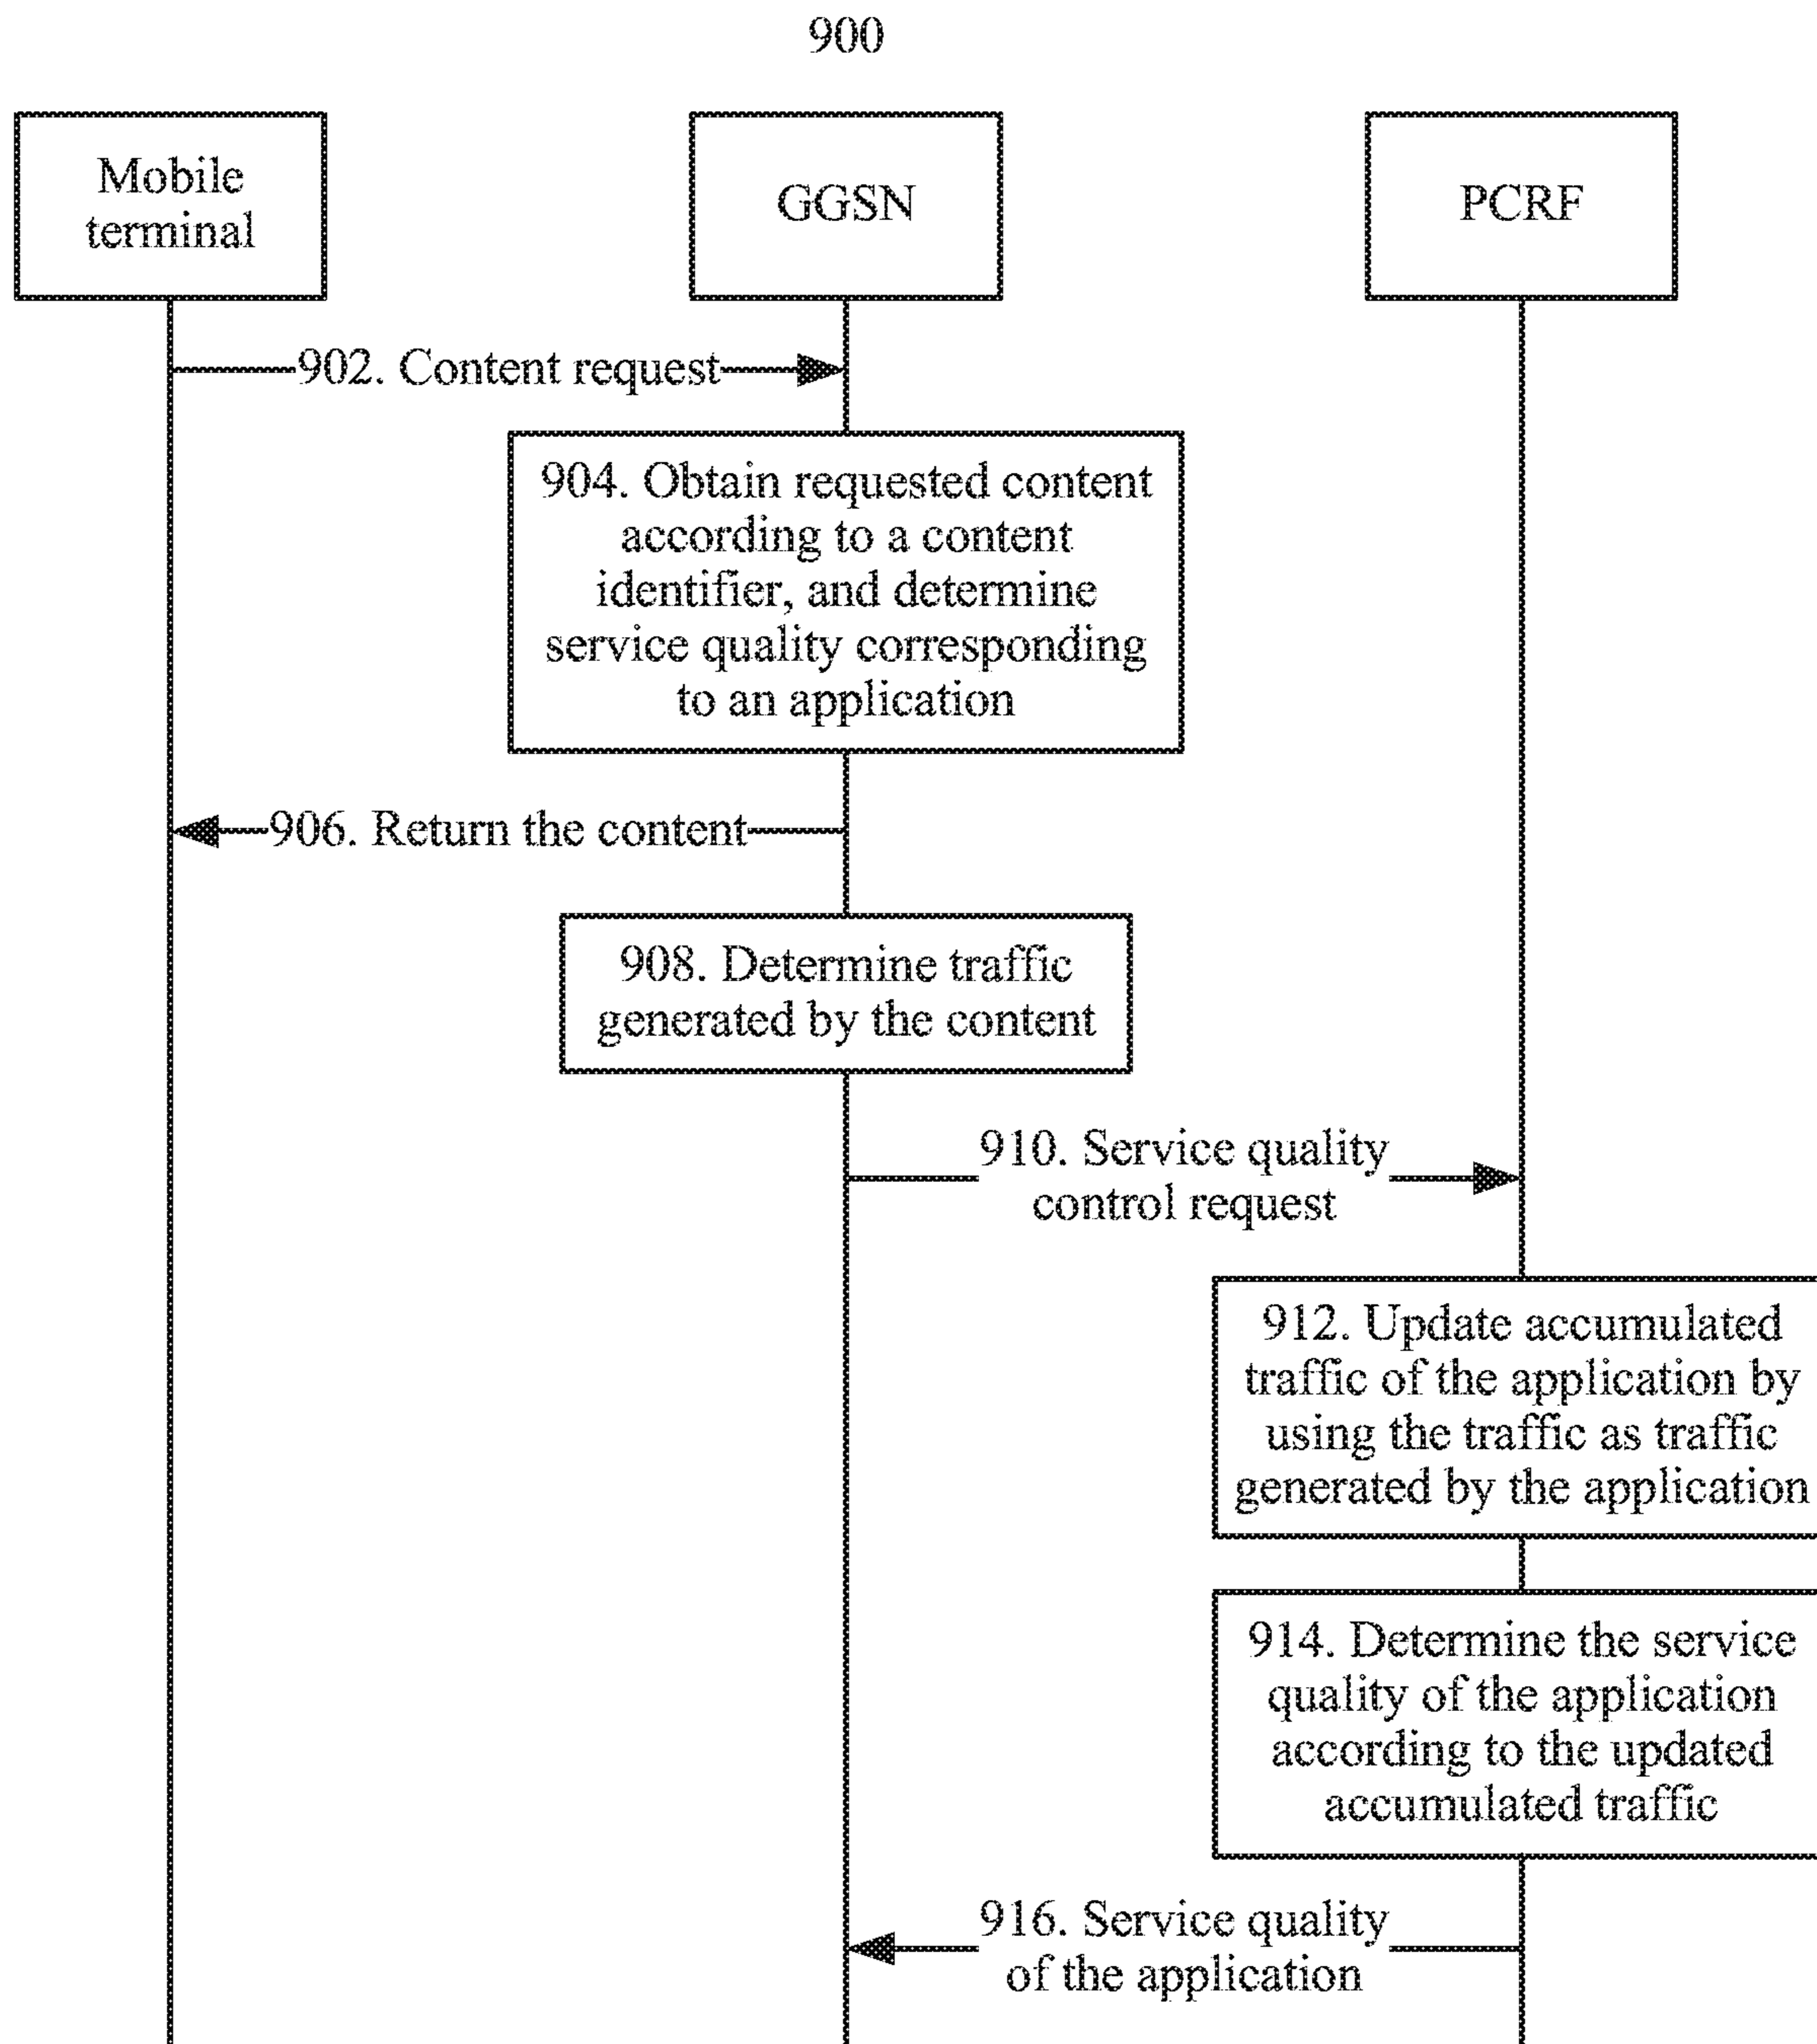 900
Mobile
terminal
GGSN
PCRF
902. Content request
904. Obtain requested content
according to a content
identifier, and determine
service quality corresponding
to an application
906. Return the content
908. Determine traffic
generated by the content
910. Service quality
control request
912. Update accumulated
traffic of the application by
using the traffic as traffic
generated by the application
914. Determine the service
quality of the application
according to the updated
accumulated traffic
916. Service quality
of the application